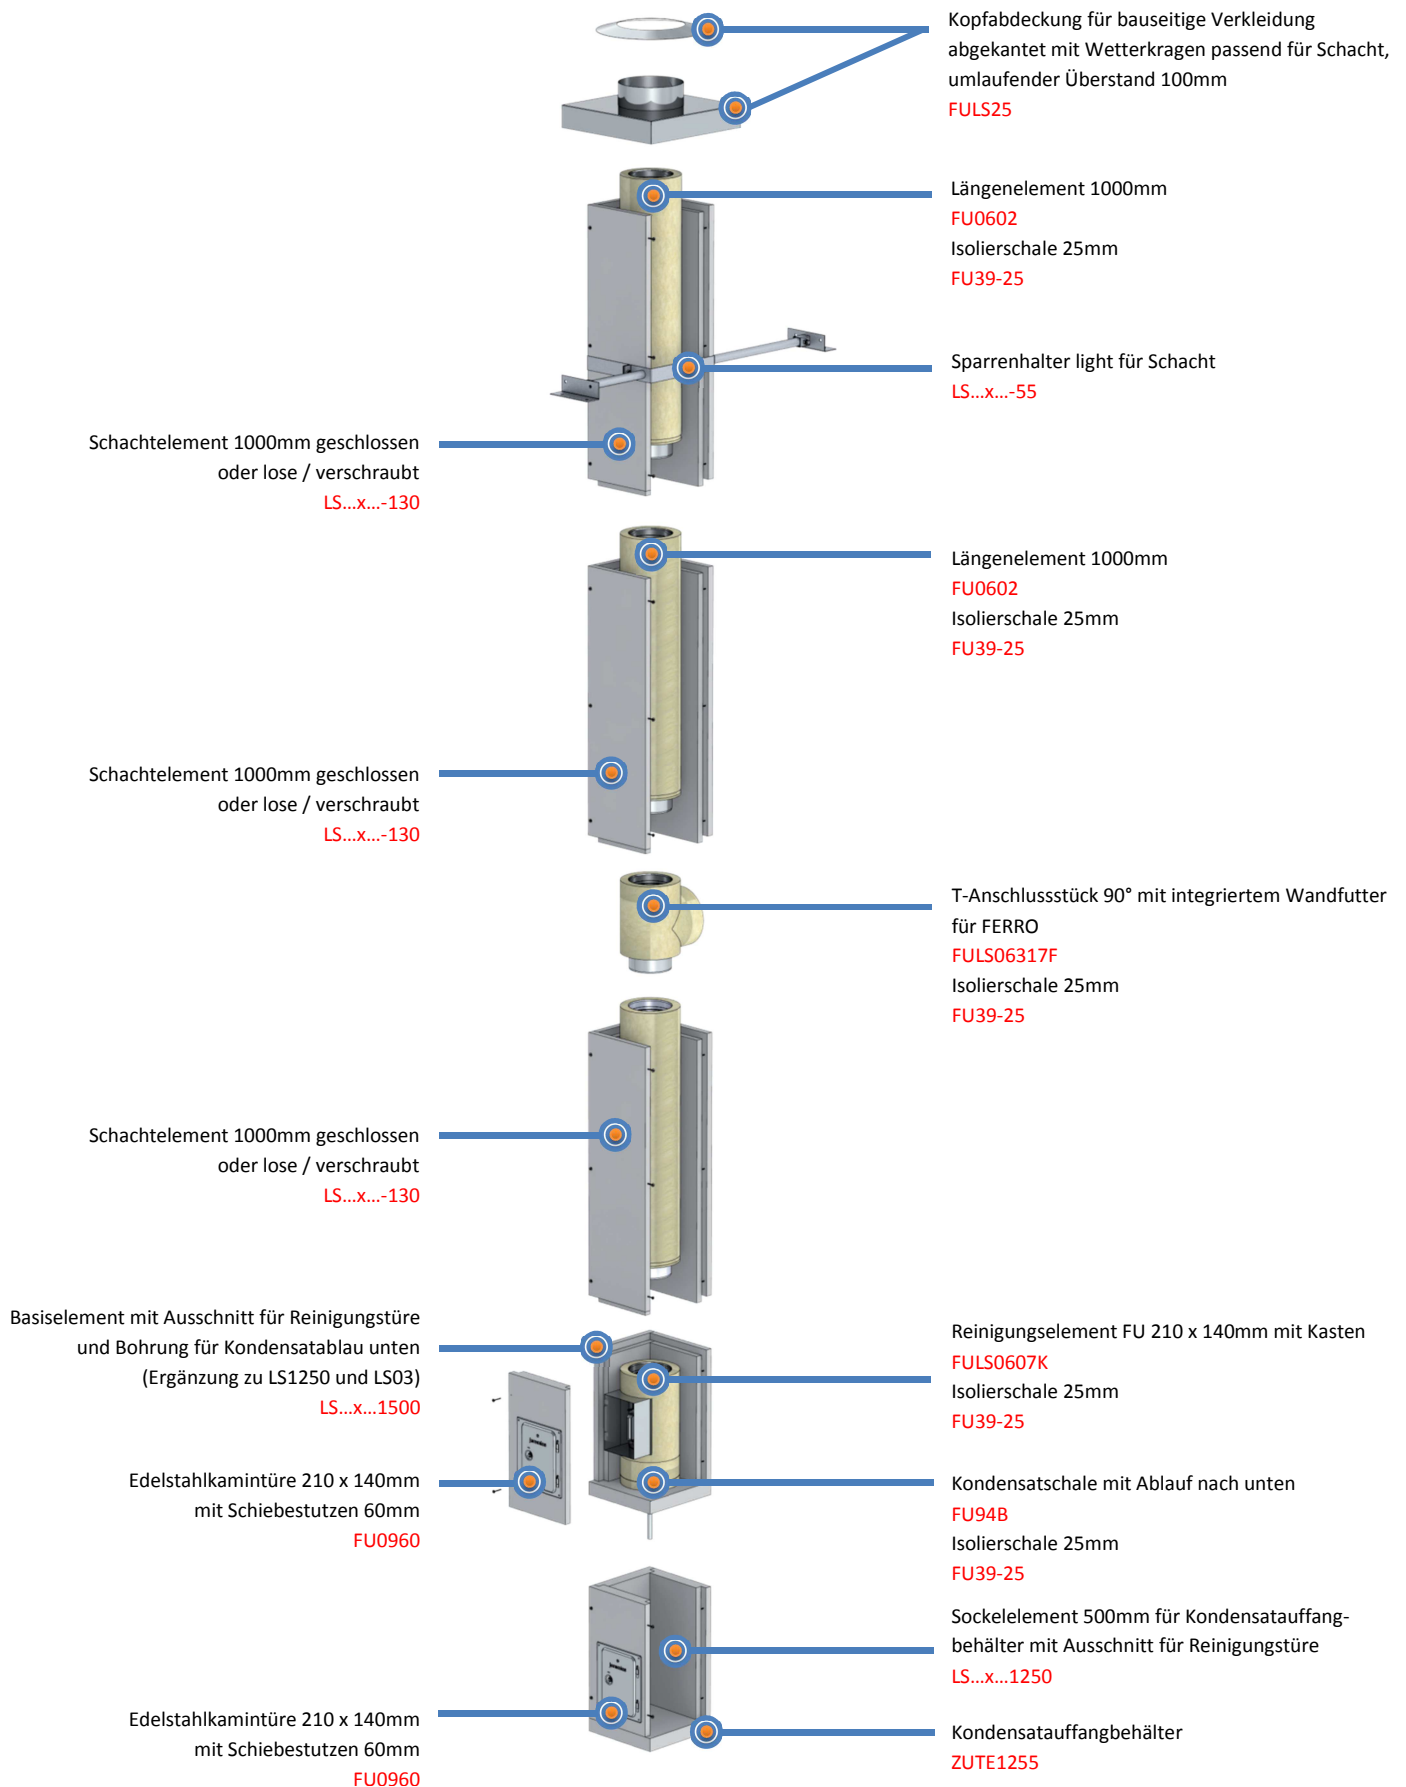 Kopfabdeckung für bauseitige Verkleidung
abgekantet mit Wetterkragen passend für Schacht,
umlaufender Überstand 100mm
FULS25
Längenelement 1000mm
FU0602
Isolierschale 25mm
FU39-25
Sparrenhalter light für Schacht
LS...x...-55
Schachtelement 1000mm geschlossen
oder lose / verschraubt
LS...x...-130
Längenelement 1000mm
FU0602
Isolierschale 25mm
FU39-25
Schachtelement 1000mm geschlossen
oder lose / verschraubt
LS...x...-130
T-Anschlussstück 90° mit integriertem Wandfutter
für FERRO
FULS06317F
Isolierschale 25mm
FU39-25
Schachtelement 1000mm geschlossen
oder lose / verschraubt
LS...x...-130
Basiselement mit Ausschnitt für Reinigungstüre
und Bohrung für Kondensatablau unten
(Ergänzung zu LS1250 und LS03)
LS...x...1500
Reinigungselement FU 210 x 140mm mit Kasten
FULS0607K
Isolierschale 25mm
FU39-25
Edelstahlkamintüre 210 x 140mm
mit Schiebestutzen 60mm
FU0960
Kondensatschale mit Ablauf nach unten
FU94B
Isolierschale 25mm
FU39-25
Sockelelement 500mm für Kondensatauffang-
behälter mit Ausschnitt für Reinigungstüre
LS...x...1250
Edelstahlkamintüre 210 x 140mm
mit Schiebestutzen 60mm
FU0960
Kondensatauffangbehälter
ZUTE1255